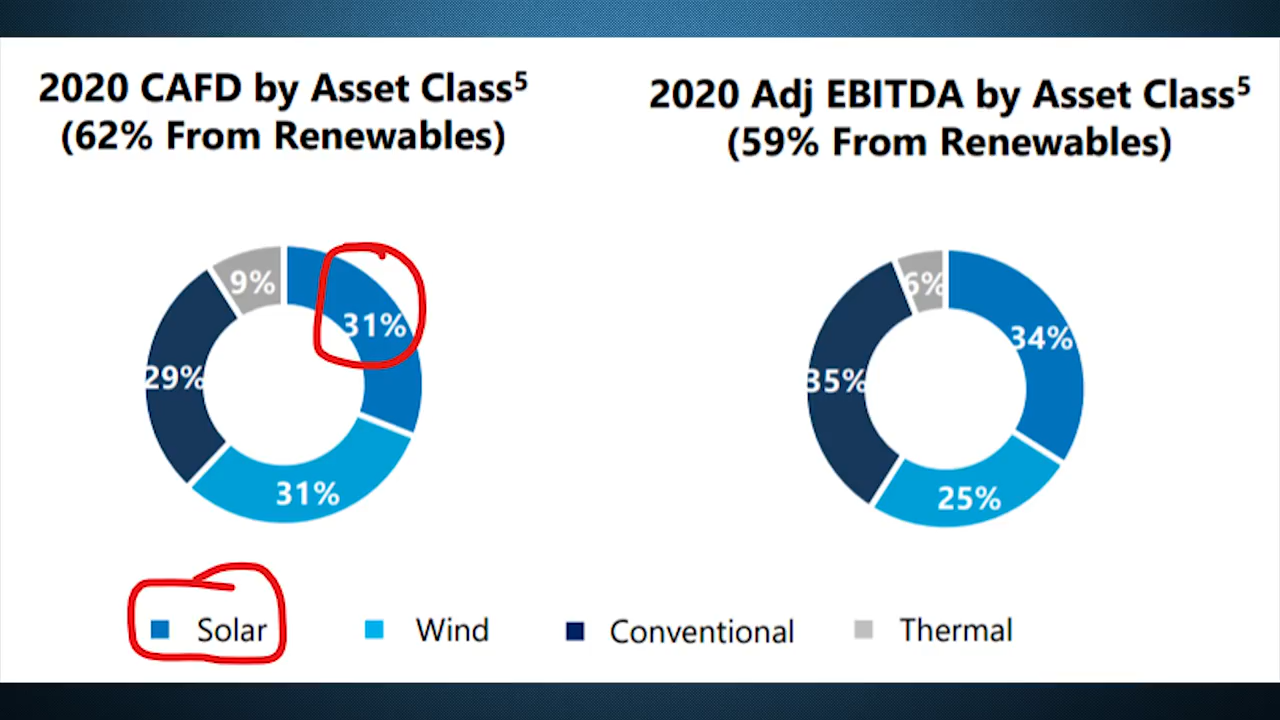 2020 CAFD by Asset Class⁵
(62% From Renewables)
9%
31%
29%
31%
2020 Adj EBITDA by Asset Class⁵
(59% From Renewables)
6%
34%
35%
25%
Solar
Wind
Conventional
Thermal